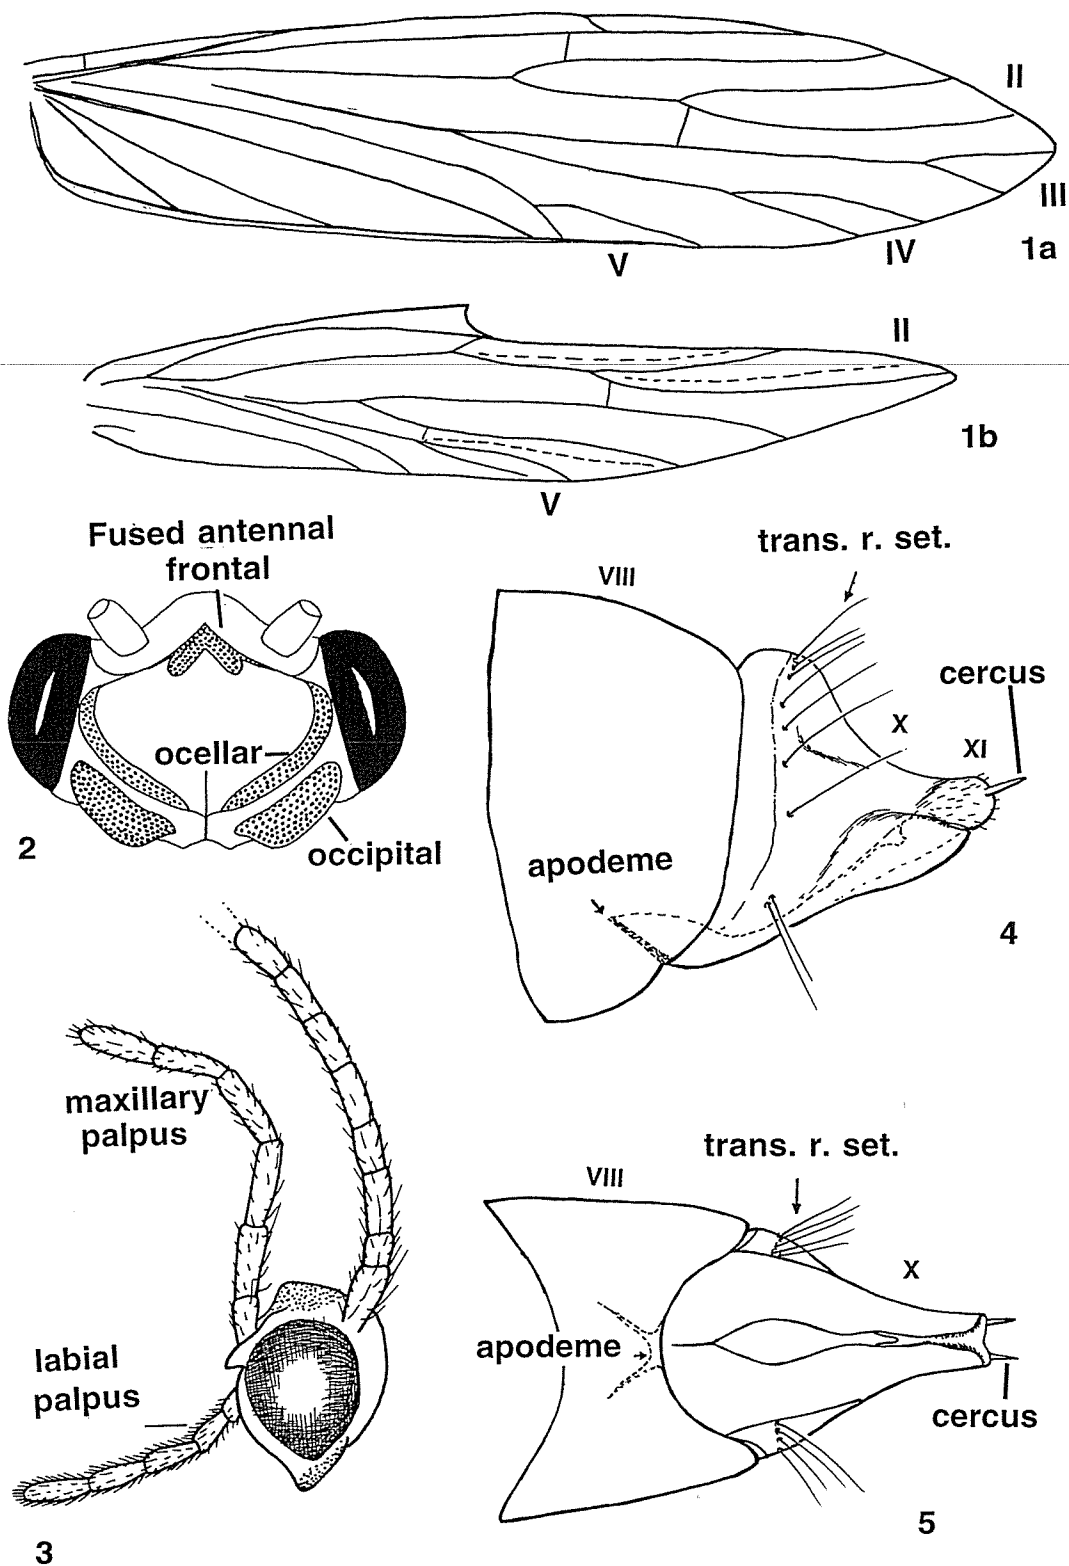 II
III
IV
V
1a
II
1b
V
Fused antennal
frontal
ocellar
occipital
2
VIII
trans. r. set.
cercus
X
XI
apodeme
4
maxillary
palpus
labial
palpus
3
trans. r. set.
VIII
X
apodeme
cercus
5